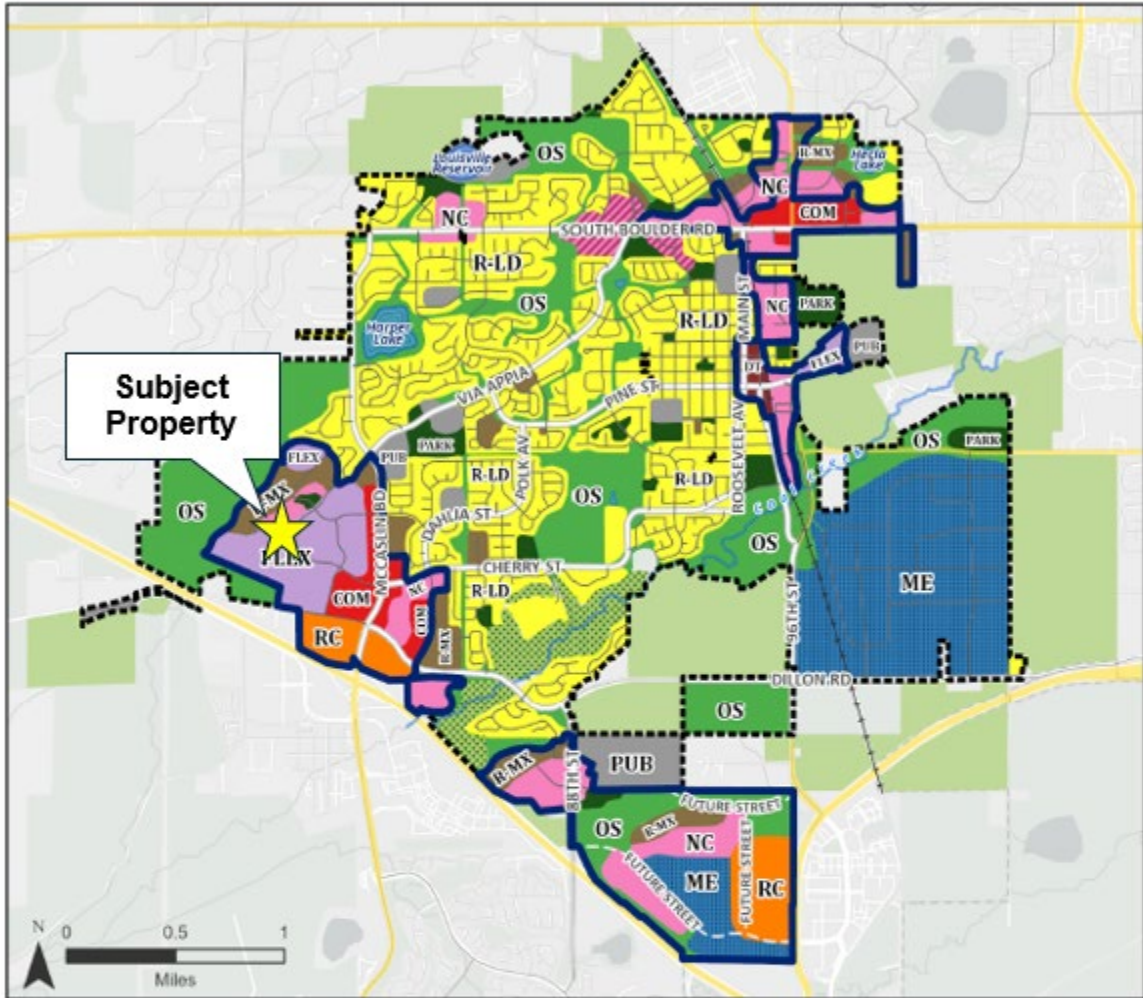 OS
Louisville
Reservoir
R-MX
Hecla
Lake
NC
NC
COM
SOUTH BOULDER RD
R-LD
OS
Harper
Lake
R-LD
MAIN ST
NC
PARK
Subject
Property
VIA APPIA
DT
FLEX
PUB
PINE ST
ROOSEVELT AV
PARK
POLK AV
PUB
FLEX
R-MX
OS
R-LD
DAHLIA ST
OS
R-LD
Coal Creek
OS
PARK
FLEX
MCCASLIN BD
CHERRY ST
OS
COM
NC
COM
R-LD
R-MX
RC
96TH ST
ME
DILLON RD
OS
R-MX
88TH ST
PUB
FUTURE STREET
OS
R-MX
NC
FUTURE STREET
ME
FUTURE STREET
RC
N
0 0.5 1
Miles